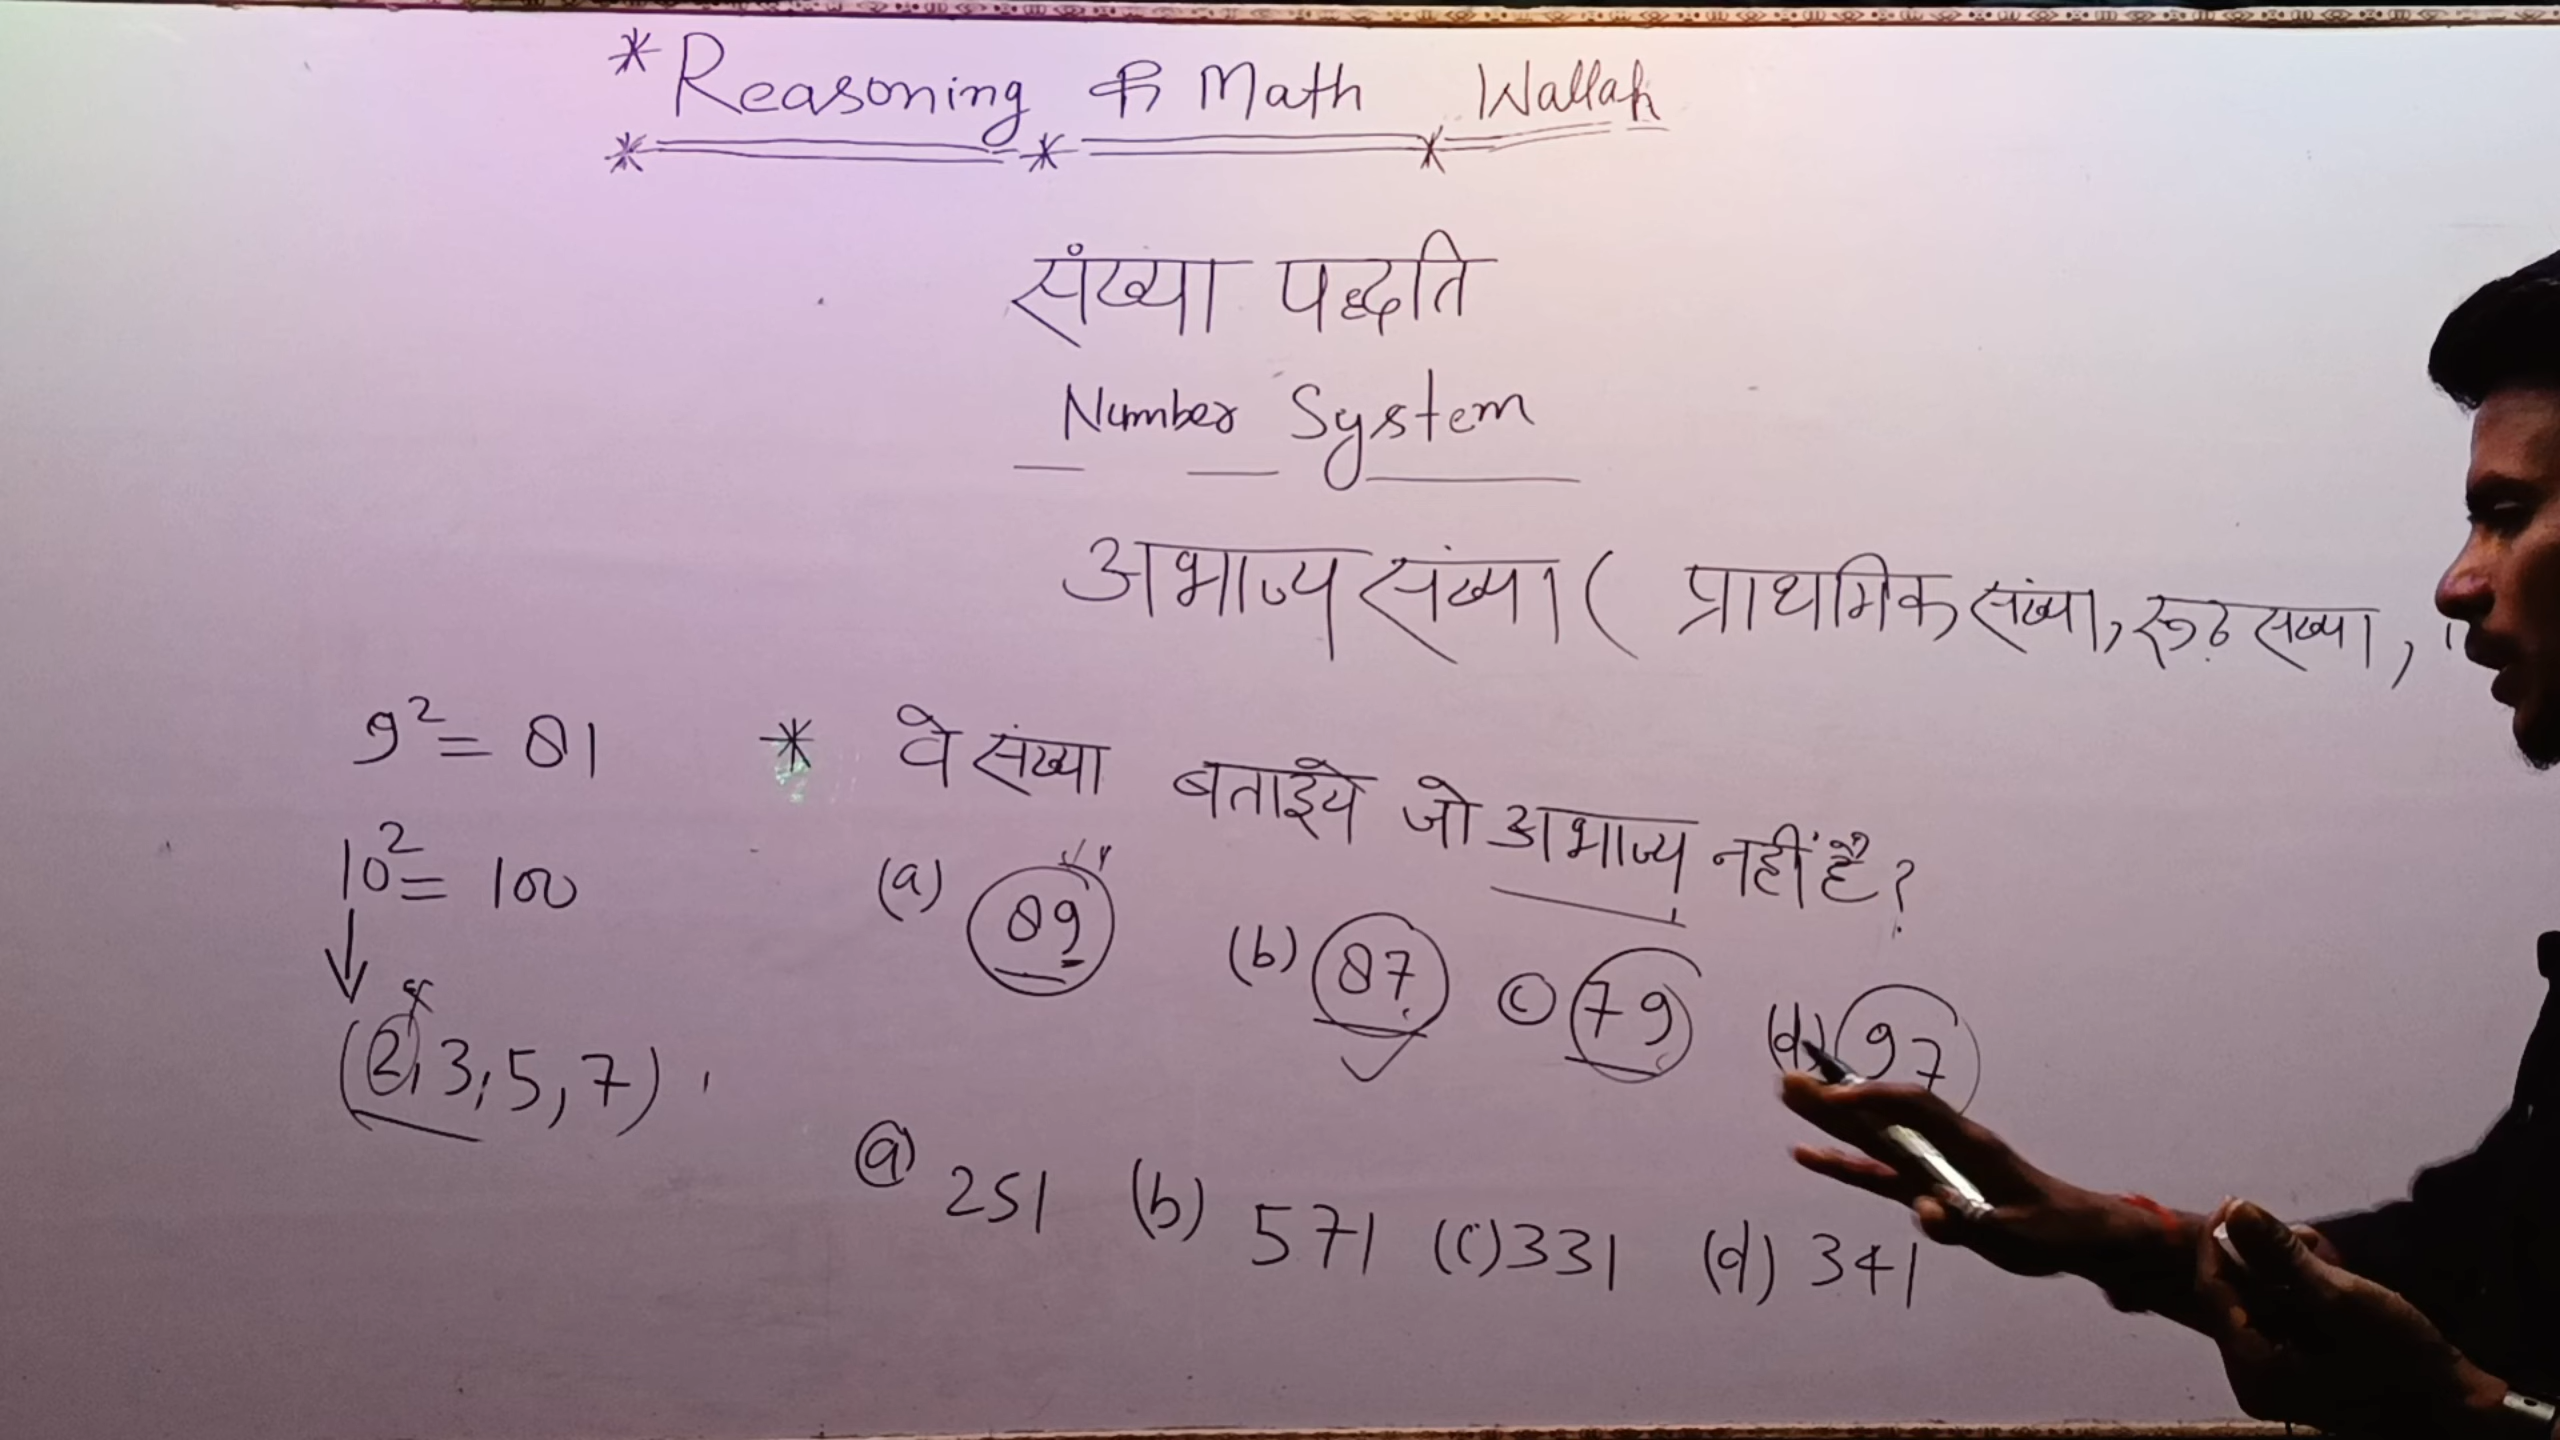 *Reasoning & Math Wallah
संख्या पद्धति
Number System
अभाज्य संख्या ( प्राथमिक संख्या, रूढ़ संख्या,
9² = 81
* वे संख्या बताइये जो अभाज्य नहीं है?
10² = 100
(a) 89 (b) 87 (c) 79 (d) 97
(2, 3, 5, 7)
(a) 251 (b) 571 (c) 331 (d) 341